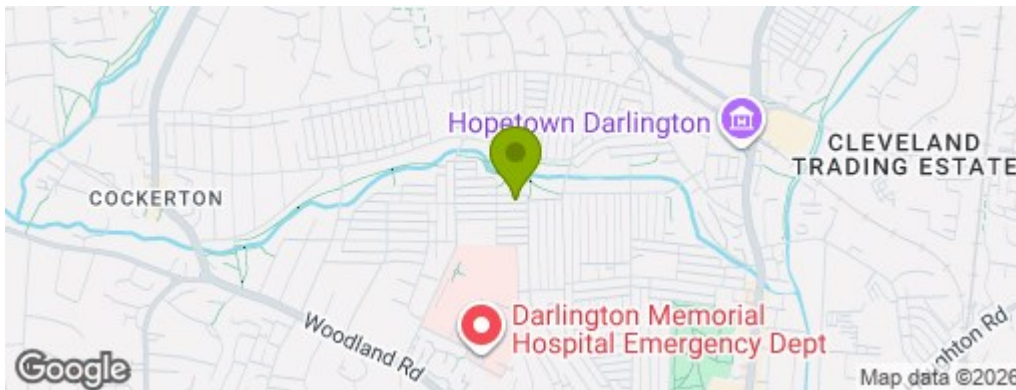 Hopetown Darlington
CLEVELAND
TRADING ESTATE
COCKERTON
Darlington Memorial
Hospital Emergency Dept
Woodland Rd
Google
Map data ©2026